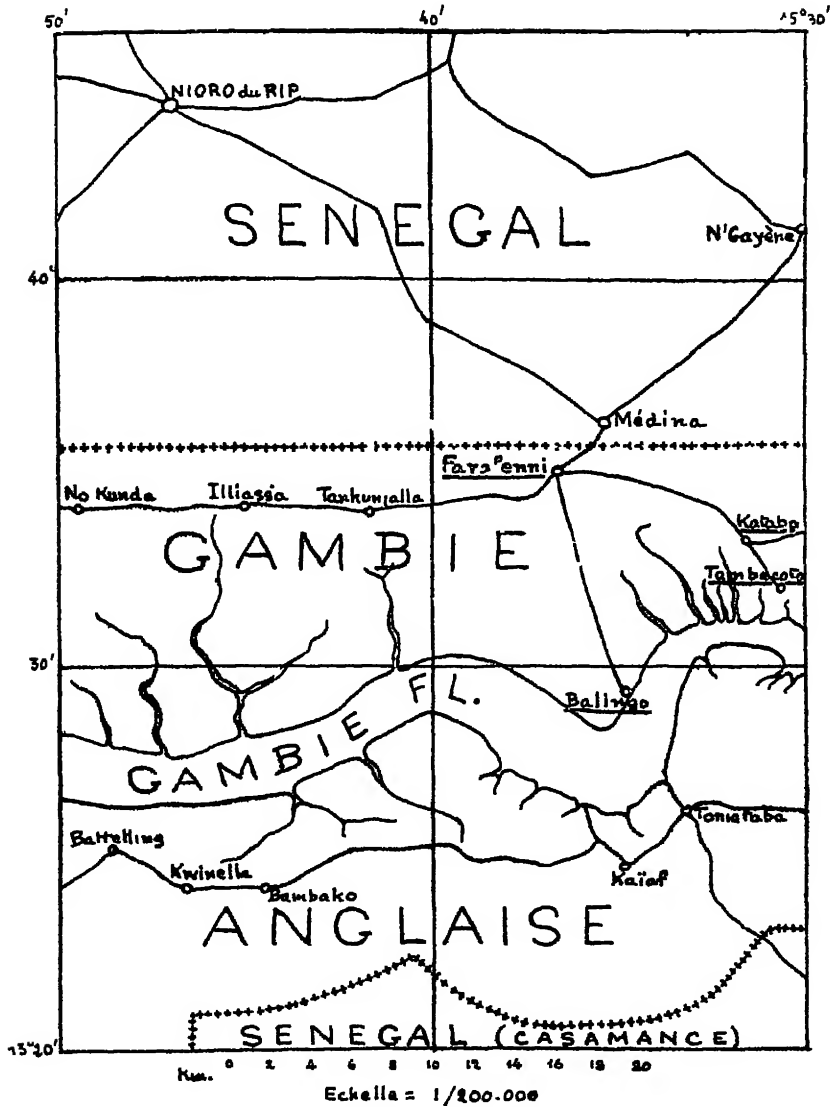 50' 40' 15°30'
NIORO du RIP
SENEGAL
N'Gayène
40'
Médina
Fara Penni
No Kunda Illiassia Tankunjalla
GAMBIE
Kataba
Tambacoto
30'
Balingo
GAMBIE FL.
Toniataba
Battelling
Kwinella
Kaïaf
Bambako
ANGLAISE
SENEGAL (CASAMANCE)
13°20'
Km. 0 2 4 6 8 10 12 14 16 18 20
Echelle = 1/200.000